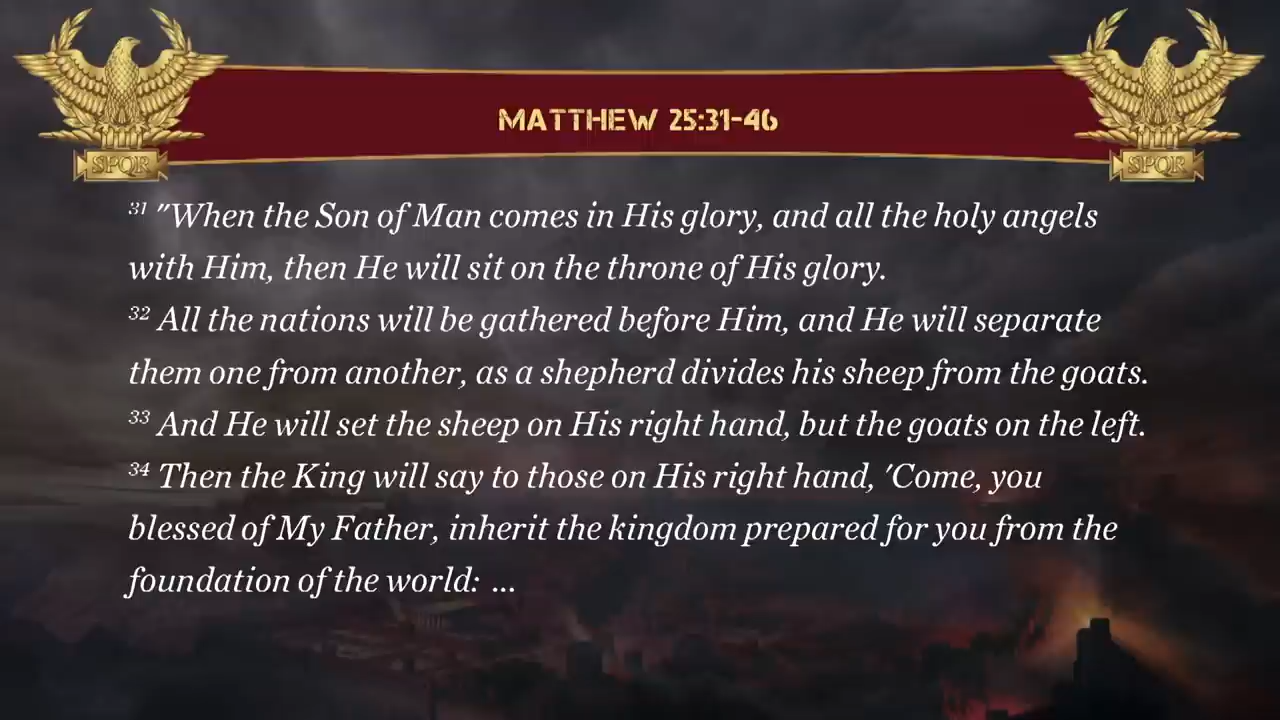 SPQR
SPQR
MATTHEW 25:31-46
31 "When the Son of Man comes in His glory, and all the holy angels
with Him, then He will sit on the throne of His glory.
32 All the nations will be gathered before Him, and He will separate
them one from another, as a shepherd divides his sheep from the goats.
33 And He will set the sheep on His right hand, but the goats on the left.
34 Then the King will say to those on His right hand, 'Come, you
blessed of My Father, inherit the kingdom prepared for you from the
foundation of the world: ...